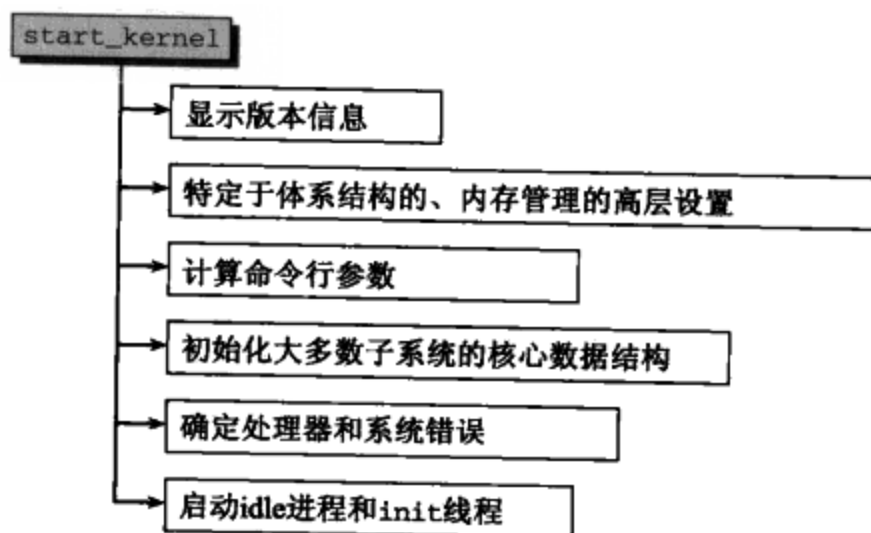 start_kernel
显示版本信息
特定于体系结构的、内存管理的高层设置
计算命令行参数
初始化大多数子系统的核心数据结构
确定处理器和系统错误
启动idle进程和init线程